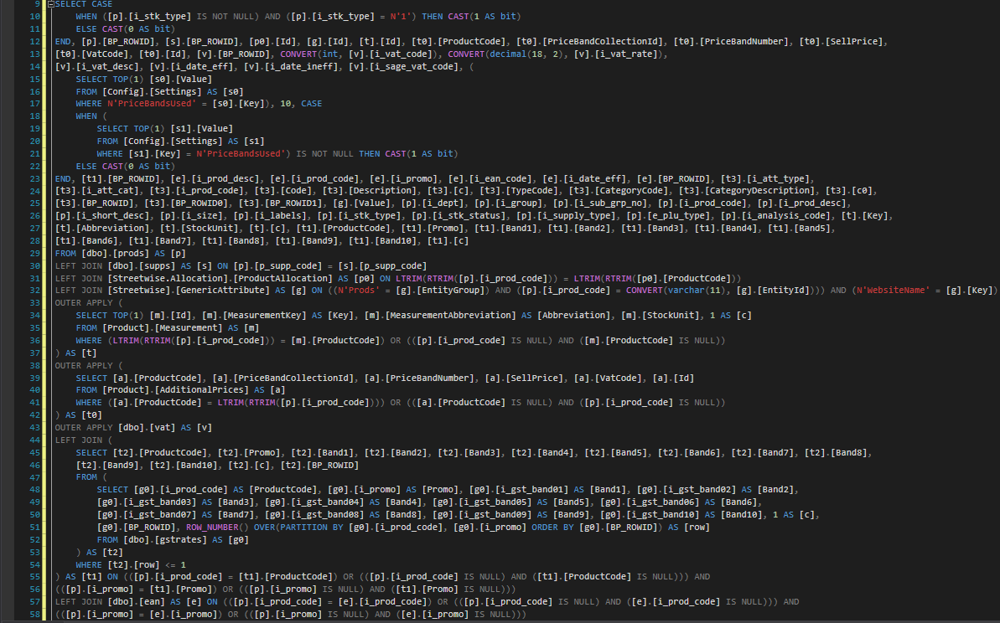 9 SELECT CASE
10 WHEN ([p].[i_stk_type] IS NOT NULL) AND ([p].[i_stk_type] = N'1') THEN CAST(1 AS bit)
11 ELSE CAST(0 AS bit)
12 END, [p].[BP_ROWID], [s].[BP_ROWID], [p0].[Id], [g].[Id], [t].[Id], [t0].[ProductCode], [t0].[PriceBandCollectionId], [t0].[PriceBandNumber], [t0].[SellPrice],
13 [t0].[VatCode], [t0].[Id], [v].[BP_ROWID], CONVERT(int, [v].[i_vat_code]), CONVERT(decimal(18, 2), [v].[i_vat_rate]),
14 [v].[i_vat_desc], [v].[i_date_eff], [v].[i_date_ineff], [v].[i_sage_vat_code], (
15 SELECT TOP(1) [s0].[Value]
16 FROM [Config].[Settings] AS [s0]
17 WHERE N'PriceBandsUsed' = [s0].[Key]), 10, CASE
18 WHEN (
19 SELECT TOP(1) [s1].[Value]
20 FROM [Config].[Settings] AS [s1]
21 WHERE [s1].[Key] = N'PriceBandsUsed') IS NOT NULL THEN CAST(1 AS bit)
22 ELSE CAST(0 AS bit)
23 END, [t1].[BP_ROWID], [e].[i_prod_desc], [e].[i_prod_code], [e].[i_promo], [e].[i_ean_code], [e].[i_date_eff], [e].[BP_ROWID], [t3].[i_att_type],
24 [t3].[i_att_cat], [t3].[i_prod_code], [t3].[Code], [t3].[Description], [t3].[c], [t3].[TypeCode], [t3].[CategoryCode], [t3].[CategoryDescription], [t3].[c0],
25 [t3].[BP_ROWID], [t3].[BP_ROWID0], [t3].[BP_ROWID1], [g].[Value], [p].[i_dept], [p].[i_group], [p].[i_sub_grp_no], [p].[i_prod_code], [p].[i_prod_desc],
26 [p].[i_short_desc], [p].[i_size], [p].[i_labels], [p].[i_stk_type], [p].[i_stk_status], [p].[i_supply_type], [p].[e_plu_type], [p].[i_analysis_code], [t].[Key],
27 [t].[Abbreviation], [t].[StockUnit], [t].[c], [t1].[ProductCode], [t1].[Promo], [t1].[Band1], [t1].[Band2], [t1].[Band3], [t1].[Band4], [t1].[Band5],
28 [t1].[Band6], [t1].[Band7], [t1].[Band8], [t1].[Band9], [t1].[Band10], [t1].[c]
29 FROM [dbo].[prods] AS [p]
30 LEFT JOIN [dbo].[supps] AS [s] ON [p].[p_supp_code] = [s].[p_supp_code]
31 LEFT JOIN [Streetwise.Allocation].[ProductAllocation] AS [p0] ON LTRIM(RTRIM([p].[i_prod_code])) = LTRIM(RTRIM([p0].[ProductCode]))
32 LEFT JOIN [Streetwise].[GenericAttribute] AS [g] ON ((N'Prods' = [g].[EntityGroup]) AND ([p].[i_prod_code] = CONVERT(varchar(11), [g].[EntityId]))) AND (N'WebsiteName' = [g].[Key])
33 OUTER APPLY (
34 SELECT TOP(1) [m].[Id], [m].[MeasurementKey] AS [Key], [m].[MeasurementAbbreviation] AS [Abbreviation], [m].[StockUnit], 1 AS [c]
35 FROM [Product].[Measurement] AS [m]
36 WHERE (LTRIM(RTRIM([p].[i_prod_code])) = [m].[ProductCode]) OR (([p].[i_prod_code] IS NULL) AND ([m].[ProductCode] IS NULL))
37 ) AS [t]
38 OUTER APPLY (
39 SELECT [a].[ProductCode], [a].[PriceBandCollectionId], [a].[PriceBandNumber], [a].[SellPrice], [a].[VatCode], [a].[Id]
40 FROM [Product].[AdditionalPrices] AS [a]
41 WHERE ([a].[ProductCode] = LTRIM(RTRIM([p].[i_prod_code]))) OR (([a].[ProductCode] IS NULL) AND ([p].[i_prod_code] IS NULL))
42 ) AS [t0]
43 OUTER APPLY [dbo].[vat] AS [v]
44 LEFT JOIN (
45 SELECT [t2].[ProductCode], [t2].[Promo], [t2].[Band1], [t2].[Band2], [t2].[Band3], [t2].[Band4], [t2].[Band5], [t2].[Band6], [t2].[Band7], [t2].[Band8],
46 [t2].[Band9], [t2].[Band10], [t2].[c], [t2].[BP_ROWID]
47 FROM (
48 SELECT [g0].[i_prod_code] AS [ProductCode], [g0].[i_promo] AS [Promo], [g0].[i_gst_band01] AS [Band1], [g0].[i_gst_band02] AS [Band2],
49 [g0].[i_gst_band03] AS [Band3], [g0].[i_gst_band04] AS [Band4], [g0].[i_gst_band05] AS [Band5], [g0].[i_gst_band06] AS [Band6],
50 [g0].[i_gst_band07] AS [Band7], [g0].[i_gst_band08] AS [Band8], [g0].[i_gst_band09] AS [Band9], [g0].[i_gst_band10] AS [Band10], 1 AS [c],
51 [g0].[BP_ROWID], ROW_NUMBER() OVER(PARTITION BY [g0].[i_prod_code], [g0].[i_promo] ORDER BY [g0].[BP_ROWID]) AS [row]
52 FROM [dbo].[gstrates] AS [g0]
53 ) AS [t2]
54 WHERE [t2].[row] <= 1
55 ) AS [t1] ON (([p].[i_prod_code] = [t1].[ProductCode]) OR (([p].[i_prod_code] IS NULL) AND ([t1].[ProductCode] IS NULL))) AND
56 (([p].[i_promo] = [t1].[Promo]) OR (([p].[i_promo] IS NULL) AND ([t1].[Promo] IS NULL)))
57 LEFT JOIN [dbo].[ean] AS [e] ON (([p].[i_prod_code] = [e].[i_prod_code]) OR (([p].[i_prod_code] IS NULL) AND ([e].[i_prod_code] IS NULL))) AND
58 (([p].[i_promo] = [e].[i_promo]) OR (([p].[i_promo] IS NULL) AND ([e].[i_promo] IS NULL)))